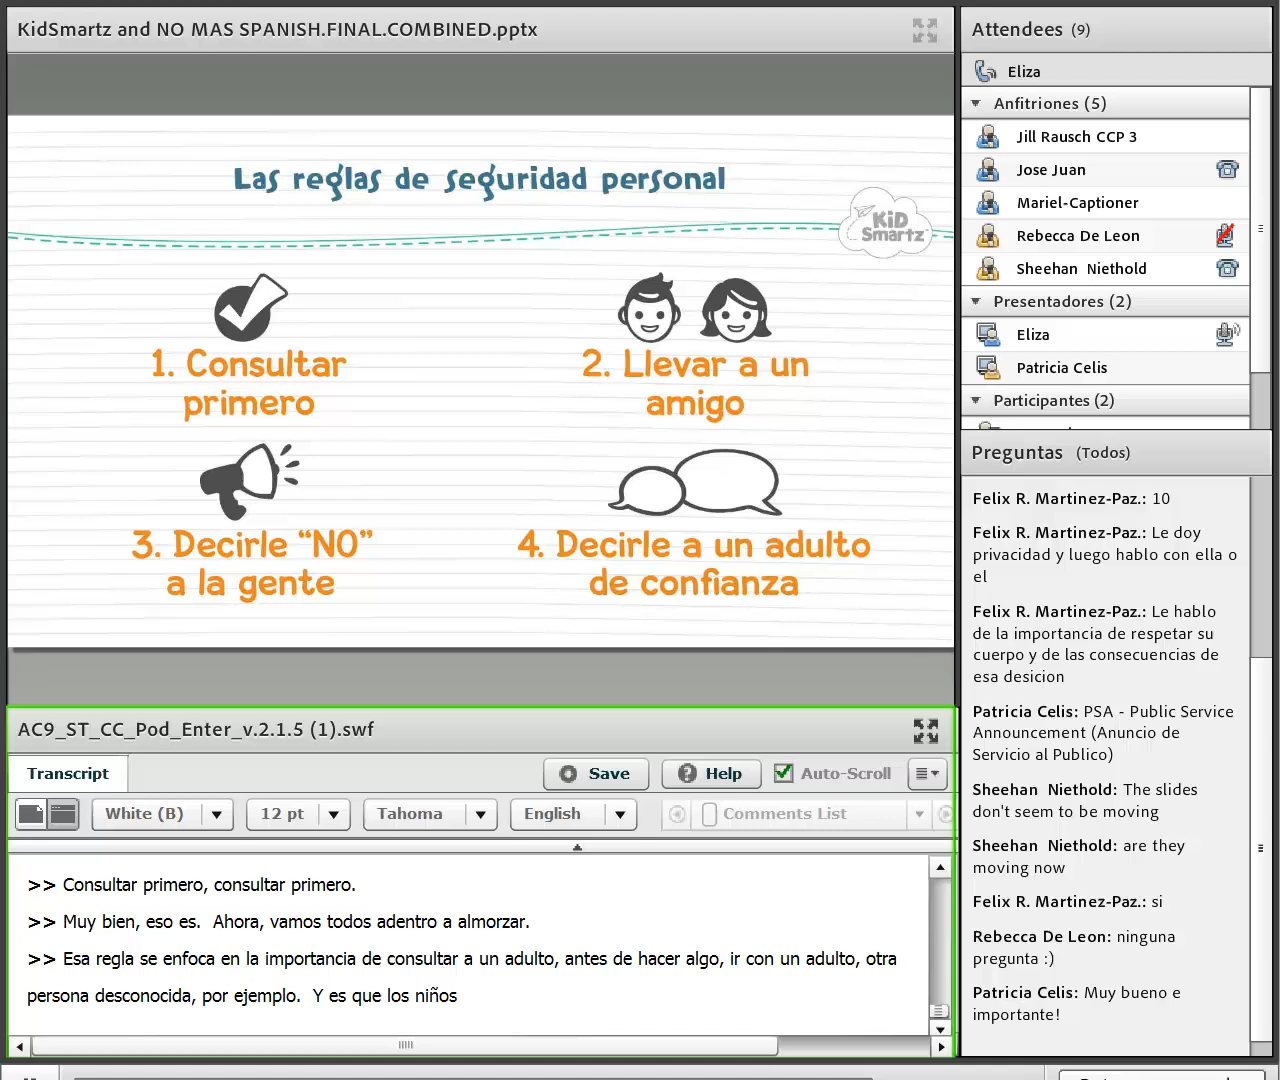 KidSmartz and NO MAS SPANISH.FINAL.COMBINED.pptx
Las reglas de seguridad personal
KiD
Smartz
1. Consultar
primero
2. Llevar a un
amigo
3. Decirle “NO”
a la gente
4. Decirle a un adulto
de confianza
AC9_ST_CC_Pod_Enter_v.2.1.5 (1).swf
Transcript
Save
Help
Auto-Scroll
White (B)
12 pt
Tahoma
English
Comments List
>> Consultar primero, consultar primero.
>> Muy bien, eso es.  Ahora, vamos todos adentro a almorzar.
>> Esa regla se enfoca en la importancia de consultar a un adulto, antes de hacer algo, ir con un adulto, otra
persona desconocida, por ejemplo.  Y es que los niños
Attendees (9)
Eliza
Anfitriones (5)
Jill Rausch CCP 3
Jose Juan
Mariel-Captioner
Rebecca De Leon
Sheehan  Niethold
Presentadores (2)
Eliza
Patricia Celis
Participantes (2)
Preguntas (Todos)
Felix R. Martinez-Paz.: 10
Felix R. Martinez-Paz.: Le doy
privacidad y luego hablo con ella o
el
Felix R. Martinez-Paz.: Le hablo
de la importancia de respetar su
cuerpo y de las consecuencias de
esa desicion
Patricia Celis: PSA - Public Service
Announcement (Anuncio de
Servicio al Publico)
Sheehan  Niethold: The slides
don't seem to be moving
Sheehan  Niethold: are they
moving now
Felix R. Martinez-Paz.: si
Rebecca De Leon: ninguna
pregunta :)
Patricia Celis: Muy bueno e
importante!